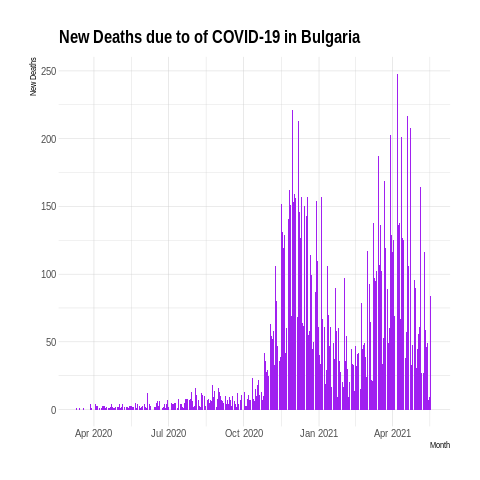 New Deaths due to of COVID-19 in Bulgaria
New Deaths
250
200
150
100
50
0
Apr 2020 Jul 2020 Oct 2020 Jan 2021 Apr 2021
Month